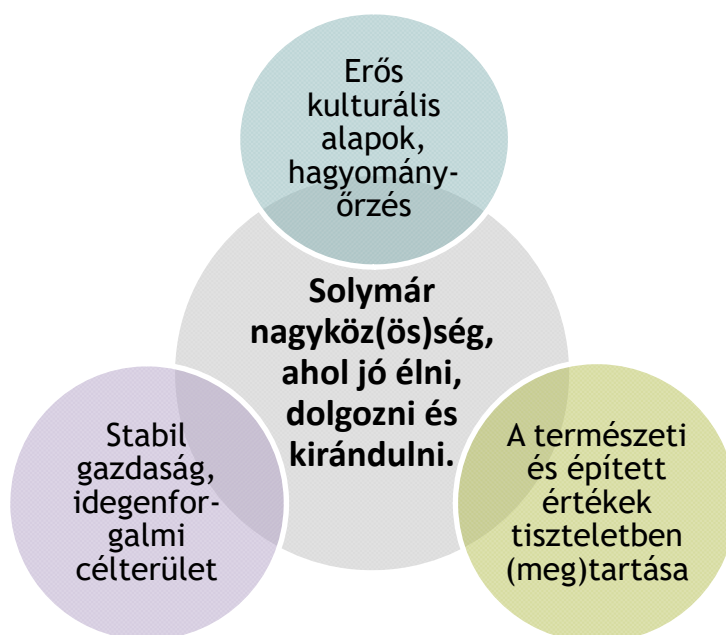 Erős
kulturális
alapok,
hagyomány-
őrzés
Solymár
nagyköz(ös)ség,
ahol jó élni,
dolgozni és
kirándulni.
Stabil
gazdaság,
idegenfor-
galmi
célterület
A természeti
és épített
értékek
tiszteletben
(meg)tartása